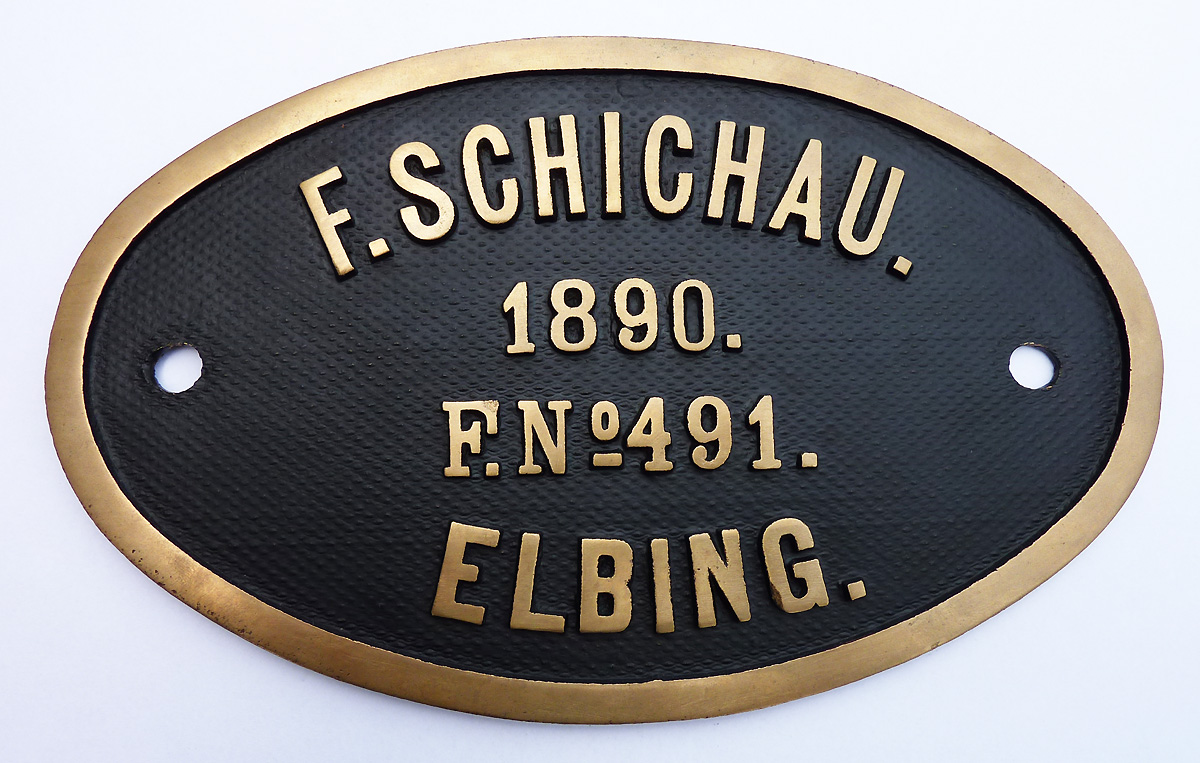 F. SCHICHAU.
1890.
F. Nº 491.
ELBING.